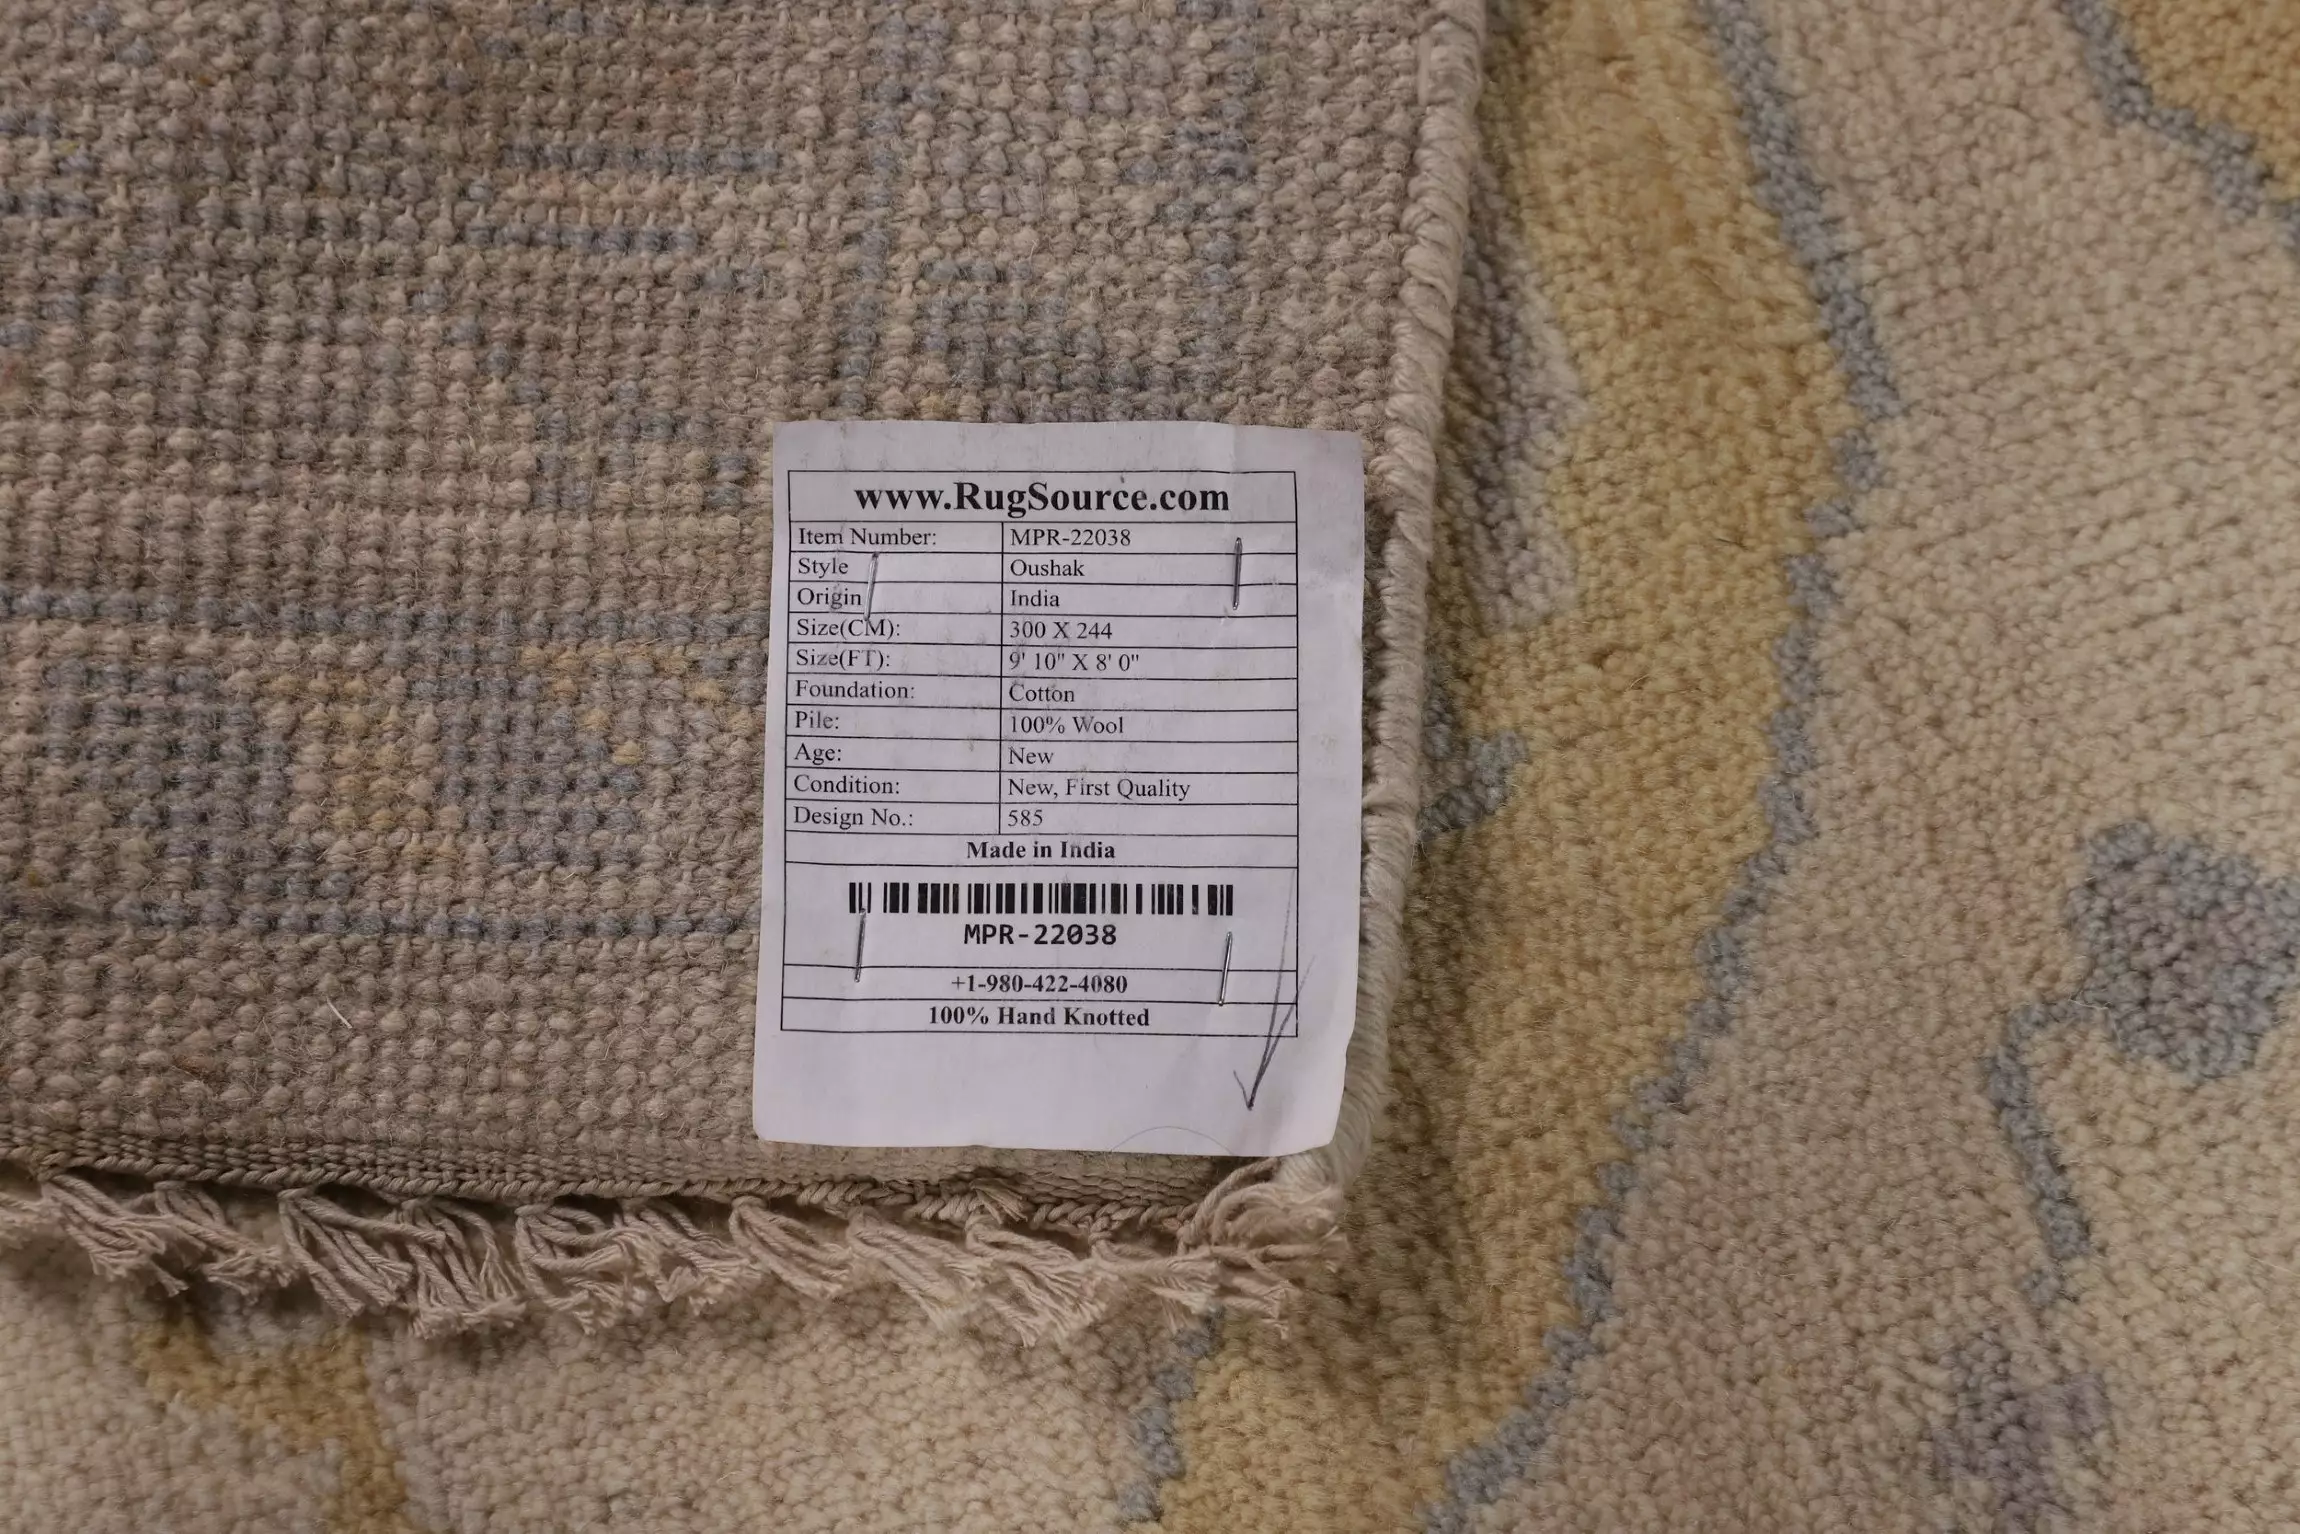 www.RugSource.com
Item Number: MPR-22038
Style Oushak
Origin India
Size(CM): 300 X 244
Size(FT): 9' 10" X 8' 0"
Foundation: Cotton
Pile: 100% Wool
Age: New
Condition: New, First Quality
Design No.: 585
Made in India
MPR-22038
+1-980-422-4080
100% Hand Knotted